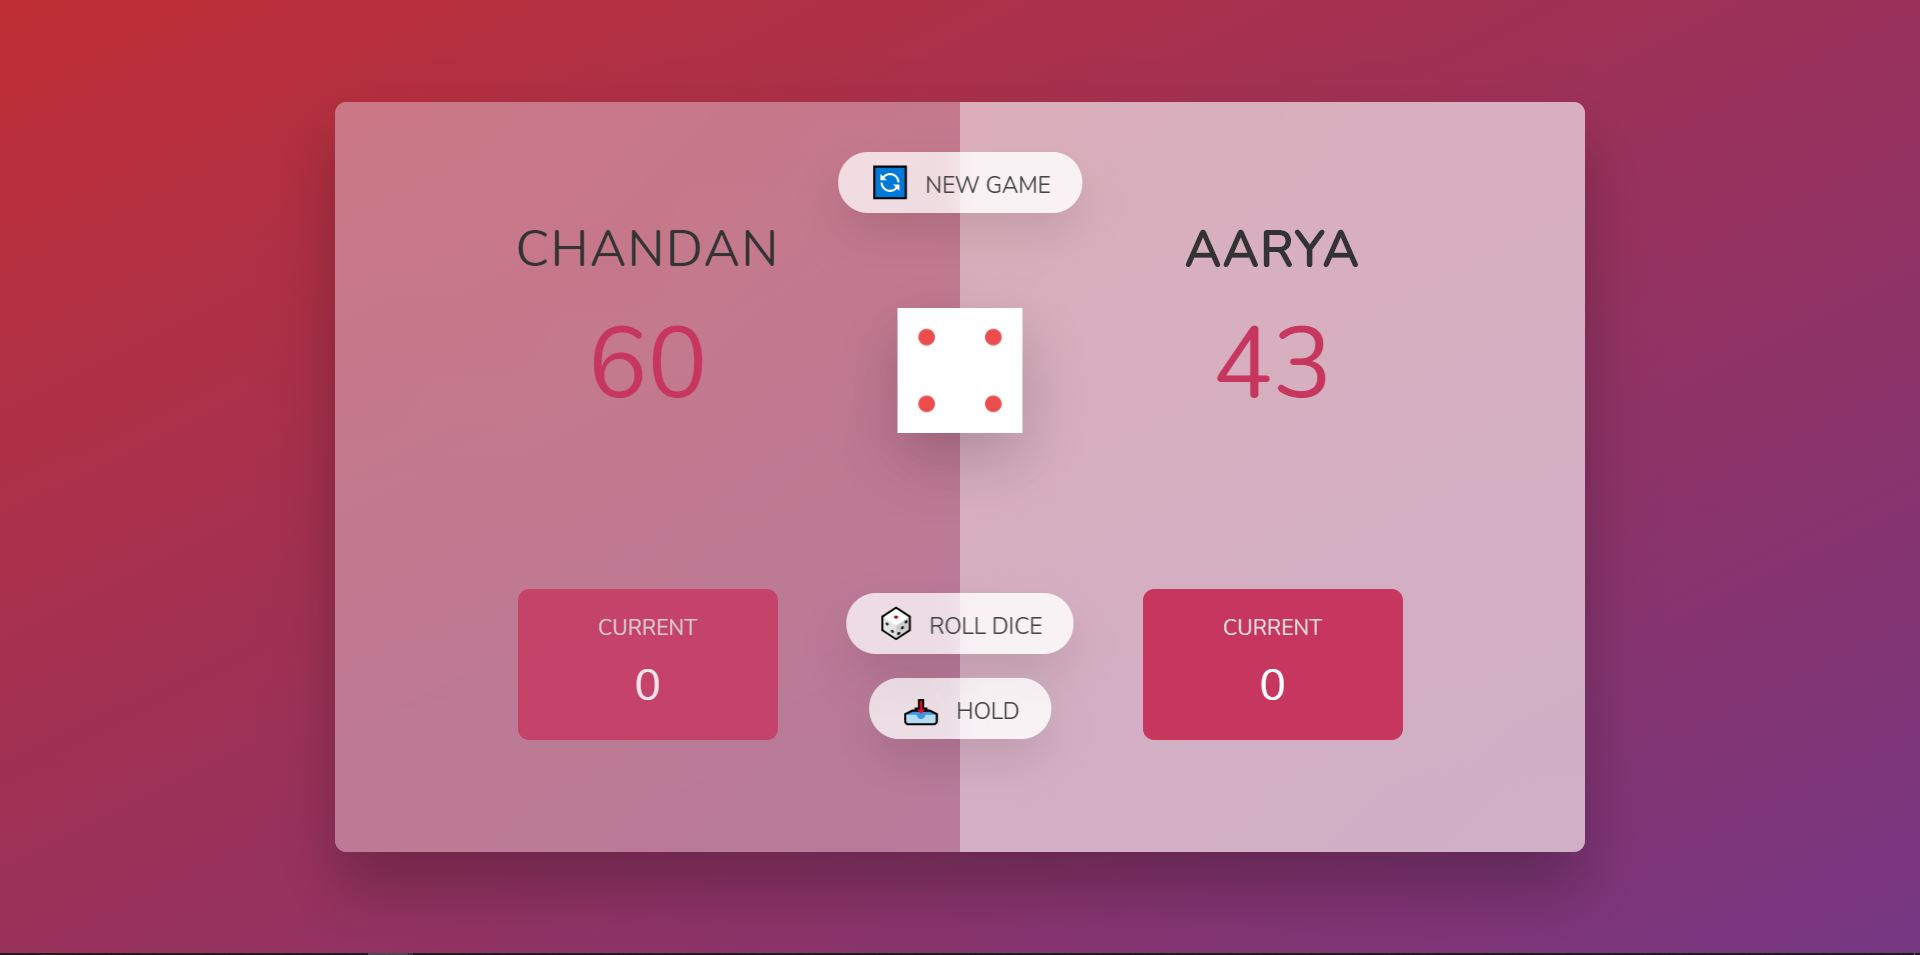 NEW GAME
CHANDAN
60
AARYA
43
CURRENT
0
ROLL DICE
HOLD
CURRENT
0